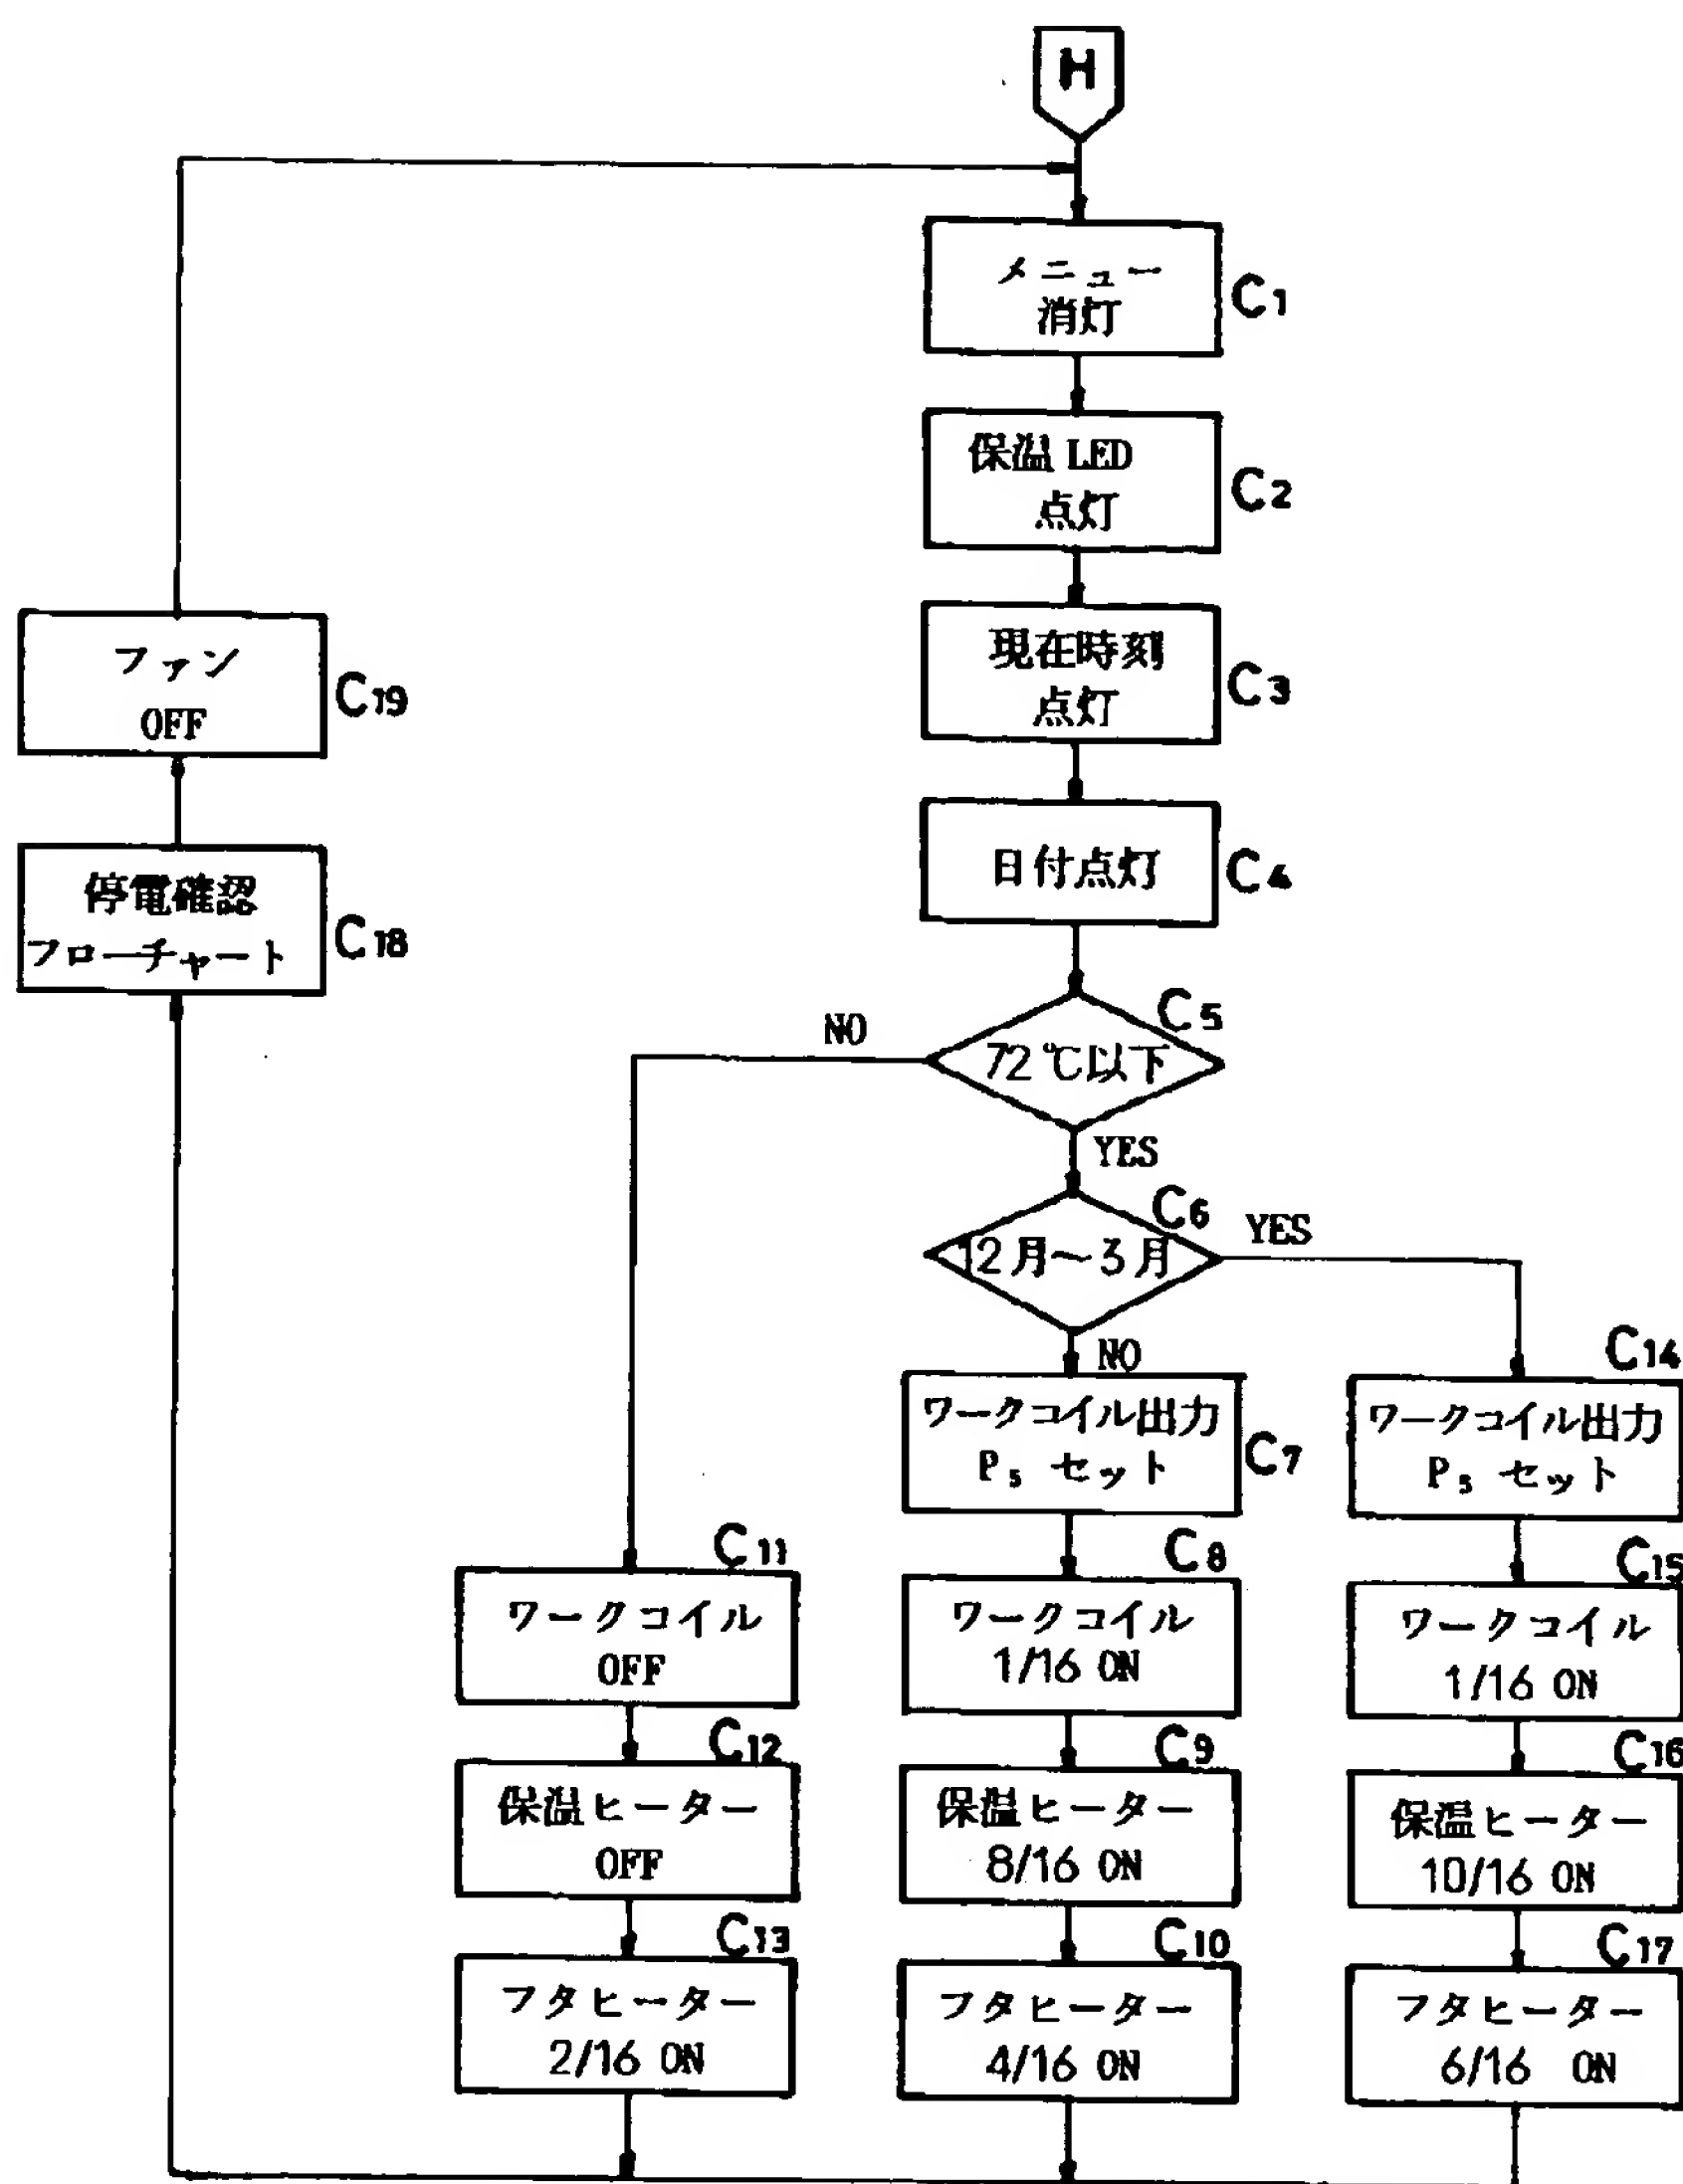 H
メニュー
消灯
C1
保温 LED
点灯
C2
現在時刻
点灯
C3
日付点灯
C4
ファン
OFF
C19
停電確認
フローチャート
C18
C5
NO
72℃以下
YES
C6
YES
12月～3月
NO
C14
ワークコイル出力
P5 セット
C7
ワークコイル出力
P5 セット
C11
ワークコイル
OFF
C8
ワークコイル
1/16 ON
C15
ワークコイル
1/16 ON
C12
保温ヒーター
OFF
C9
保温ヒーター
8/16 ON
C16
保温ヒーター
10/16 ON
C13
フタヒーター
2/16 ON
C10
フタヒーター
4/16 ON
C17
フタヒーター
6/16 ON